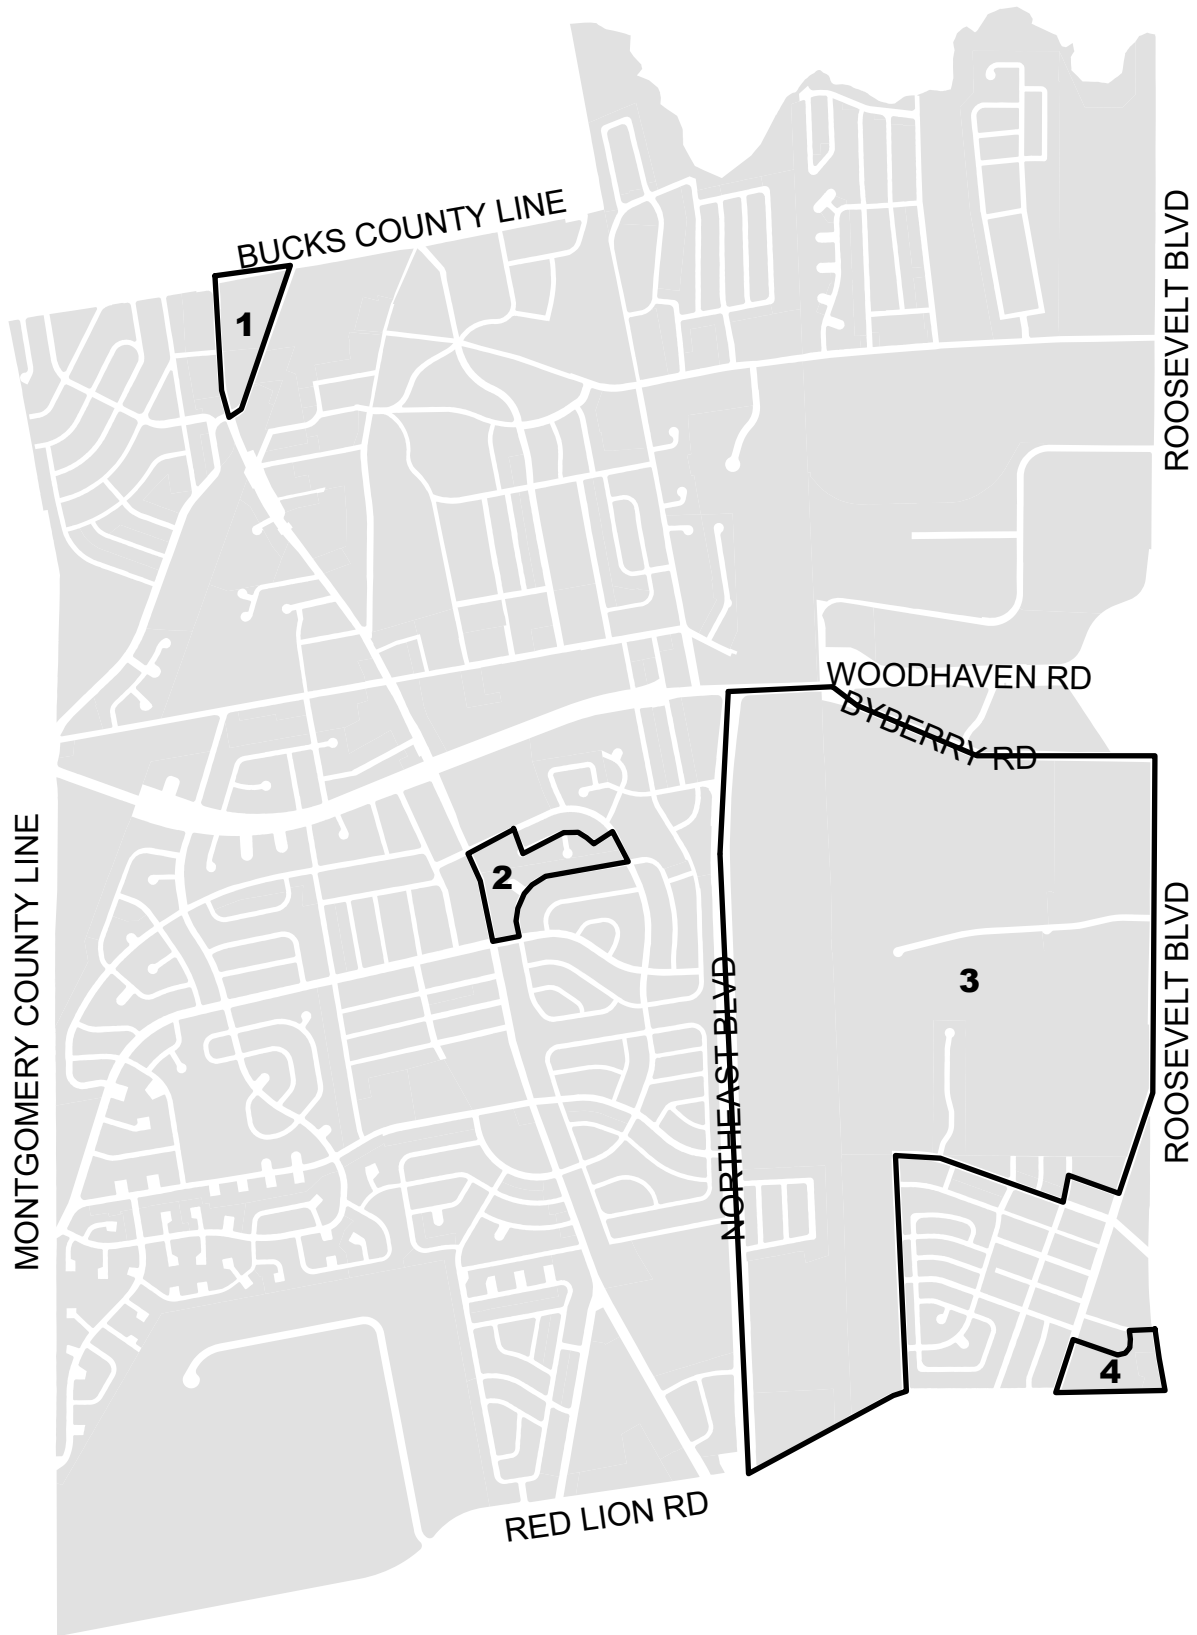 BUCKS COUNTY LINE
ROOSEVELT BLVD
1
WOODHAVEN RD
BYBERRY RD
MONTGOMERY COUNTY LINE
2
ROOSEVELT BLVD
3
NORTHEAST BLVD
4
RED LION RD